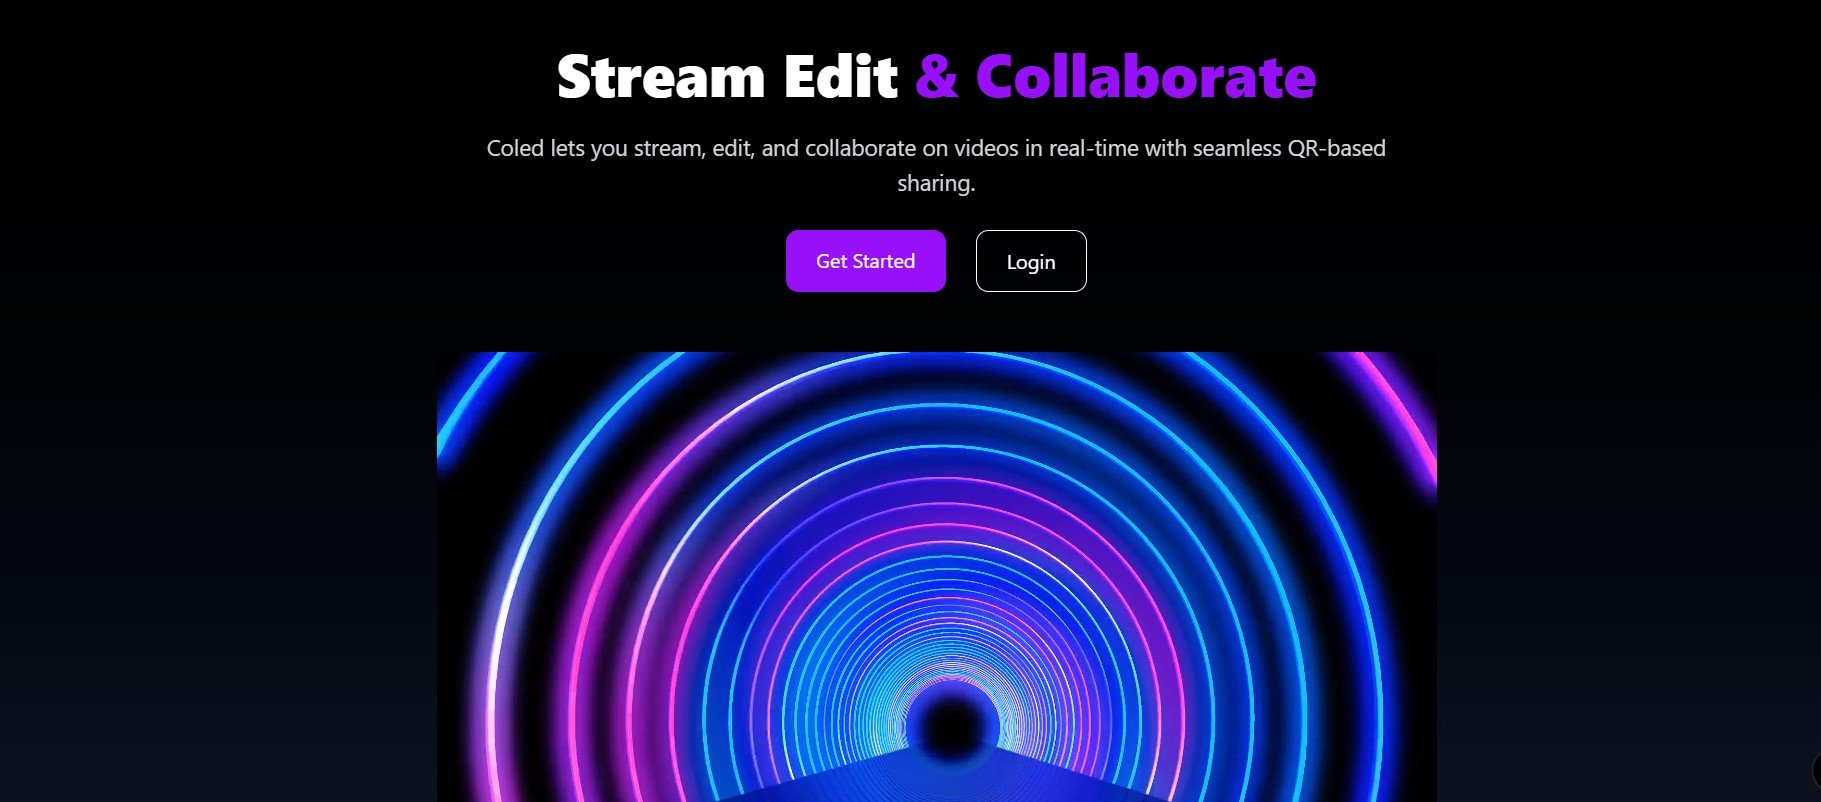 Stream Edit & Collaborate
Coled lets you stream, edit, and collaborate on videos in real-time with seamless QR-based
sharing.
Get Started
Login